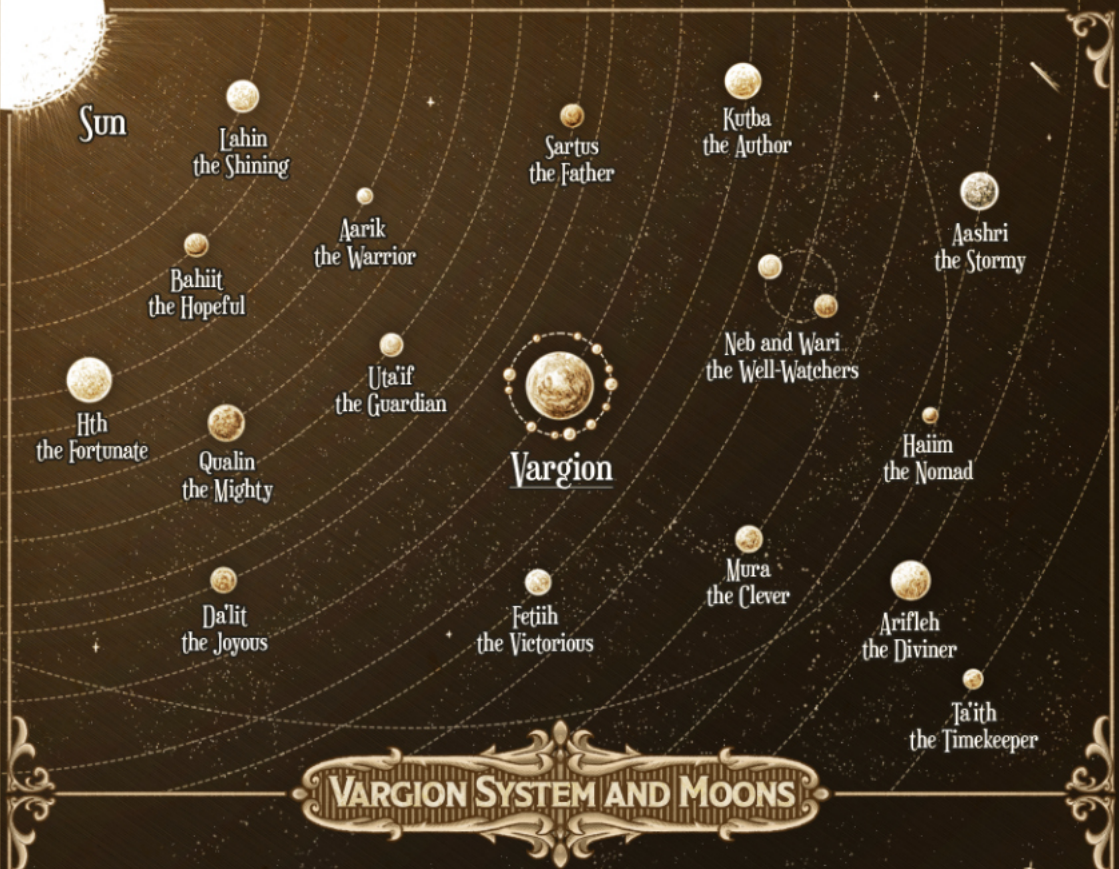 Sun
Lahin
the Shining
Sartus
the Father
Kutba
the Author
Aarik
the Warrior
Aashri
the Stormy
Bahiit
the Hopeful
Neb and Wari
the Well-Watchers
Uta'if
the Guardian
Hth
the Fortunate
Vargion
Haiim
the Nomad
Qualin
the Mighty
Mura
the Clever
Da'lit
the Joyous
Fetiih
the Victorious
Arifleh
the Diviner
Ta'ith
the Timekeeper
VARGION SYSTEM AND MOONS